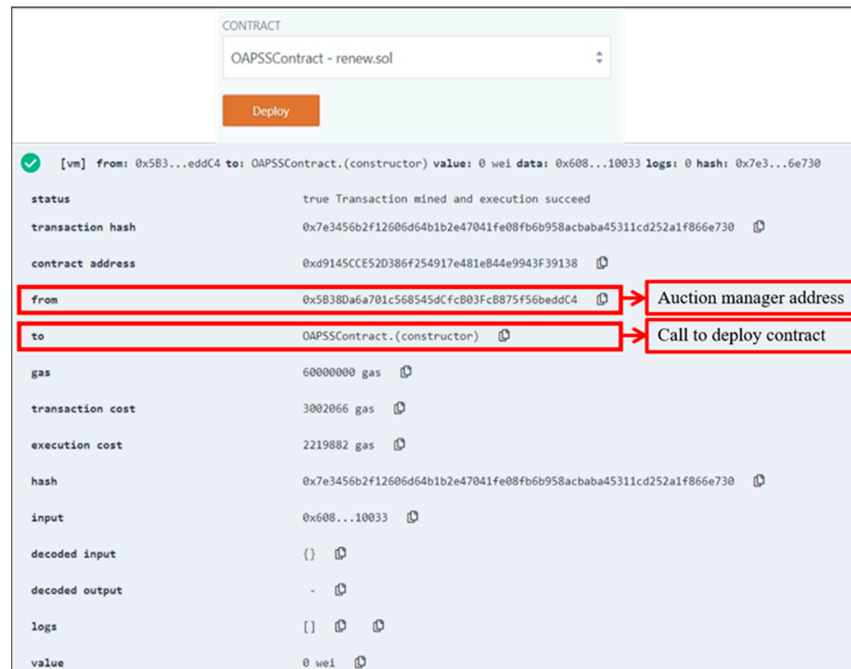 CONTRACT
OAPSSContract - renew.sol
Deploy
[vm] from: 0x5B3...eddC4 to: OAPSSContract.(constructor) value: 0 wei data: 0x608...10033 logs: 0 hash: 0x7e3...6e730
status true Transaction mined and execution succeed
transaction hash 0x7e3456b2f12606d64b1b2e47041fe08fb6b958acbaba45311cd252a1f866e730
contract address 0xd9145CCE52D386f254917e481eB44e9943F39138
from 0x5B38Da6a701c568545dCfcB03FcB875f56beddC4 Auction manager address
to OAPSSContract.(constructor) Call to deploy contract
gas 60000000 gas
transaction cost 3002066 gas
execution cost 2219882 gas
hash 0x7e3456b2f12606d64b1b2e47041fe08fb6b958acbaba45311cd252a1f866e730
input 0x608...10033
decoded input {}
decoded output -
logs []
value 0 wei